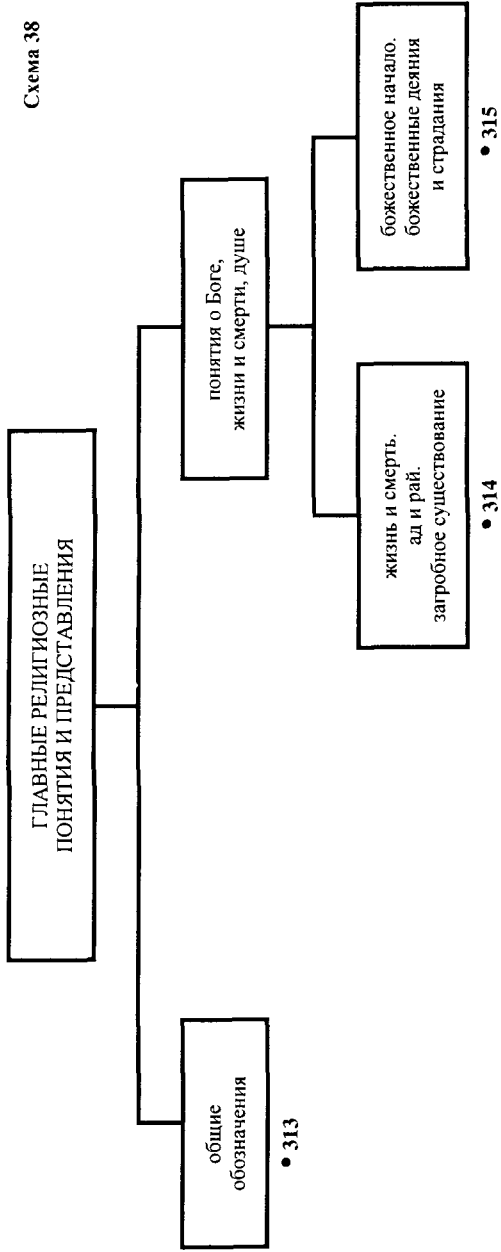 Схема 38
ГЛАВНЫЕ РЕЛИГИОЗНЫЕ
ПОНЯТИЯ И ПРЕДСТАВЛЕНИЯ
общие
обозначения
• 313
понятия о Боге,
жизни и смерти, душе
жизнь и смерть.
ад и рай.
загробное существование
• 314
божественное начало.
божественные деяния
и страдания
• 315